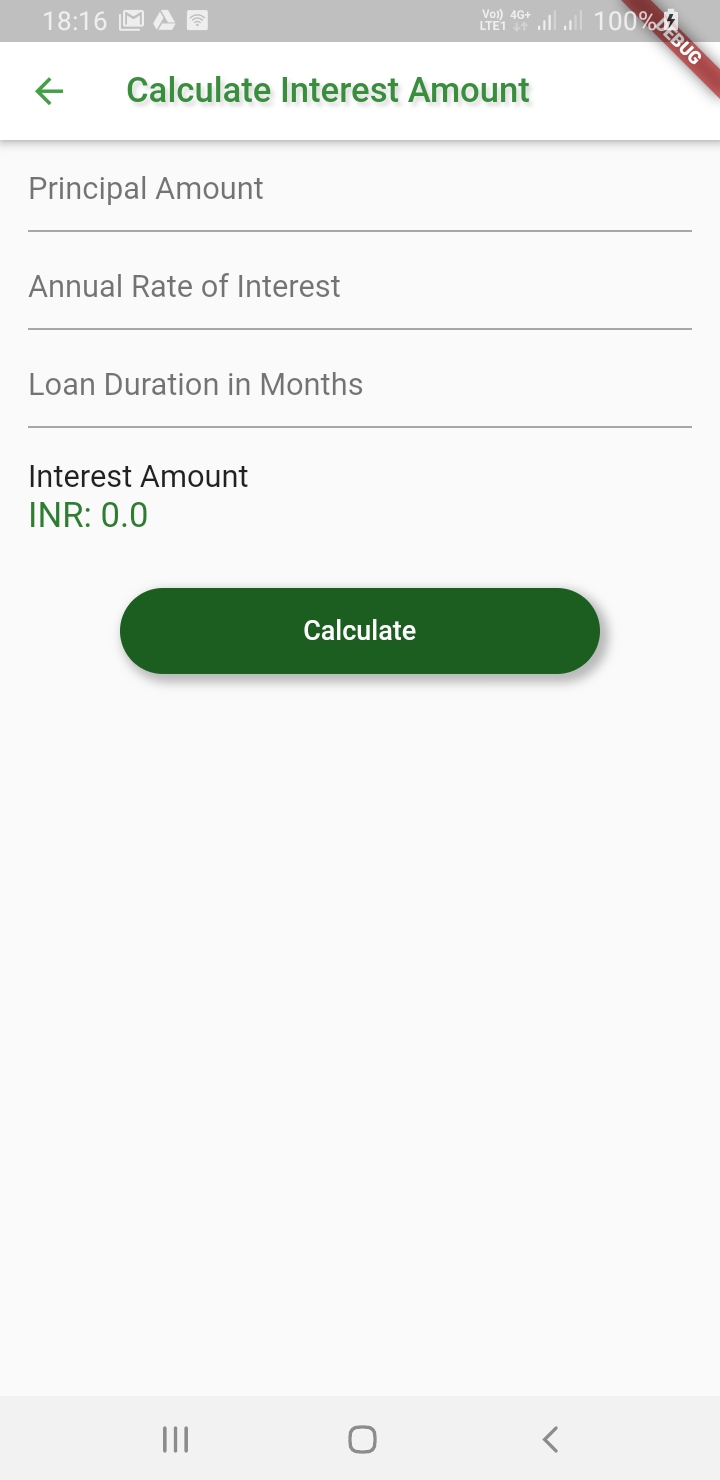 18:16 Vo)) LTE1 4G+ 100%
DEBUG
Calculate Interest Amount
Principal Amount
Annual Rate of Interest
Loan Duration in Months
Interest Amount
INR: 0.0
Calculate